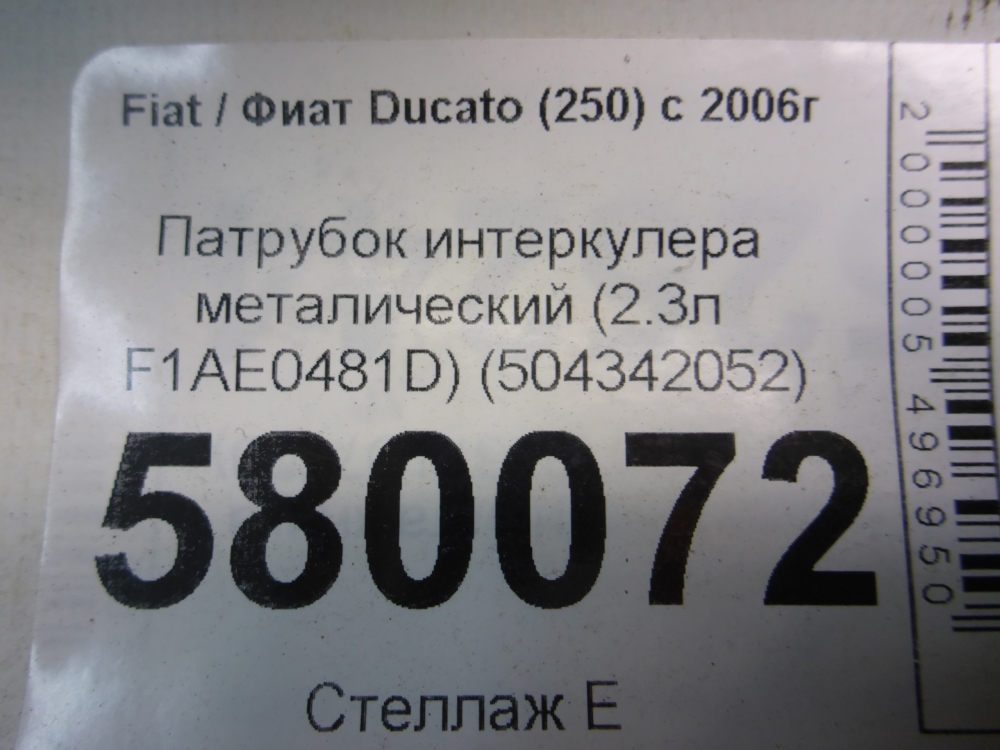 Fiat / Фиат Ducato (250) с 2006г
Патрубок интеркулера
металический (2.3л
F1AE0481D) (504342052)
580072
Стеллаж Е
2000005496950